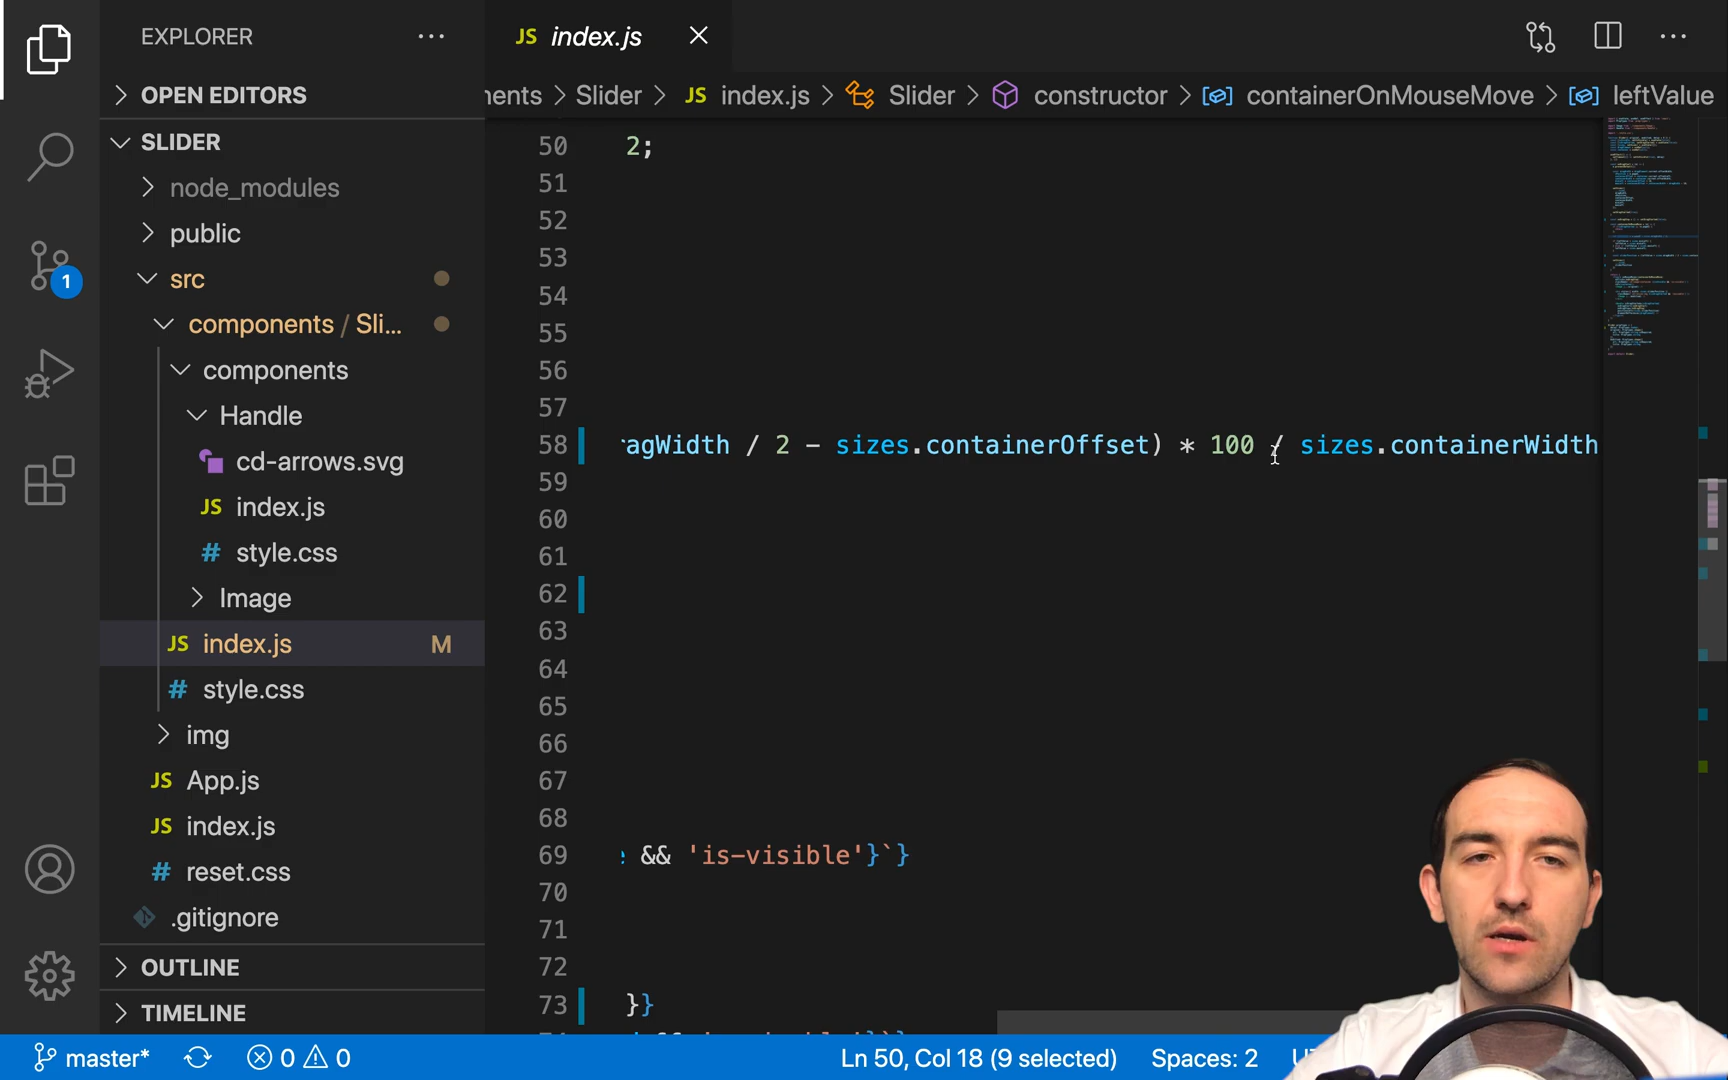 EXPLORER
JS index.js
OPEN EDITORS
nents > Slider > JS index.js > Slider > constructor > containerOnMouseMove > leftValue
SLIDER
node_modules
public
src
components / Sli...
components
Handle
cd-arrows.svg
JS index.js
# style.css
Image
JS index.js M
# style.css
img
JS App.js
JS index.js
# reset.css
.gitignore
OUTLINE
TIMELINE
50 2;
51
52
53
54
55
56
57
58 agWidth / 2 - sizes.containerOffset) * 100 / sizes.containerWidth
59
60
61
62
63
64
65
66
67
68
69 && 'is-visible'}`}
70
71
72
73 }}
1
master* 0 0 Ln 50, Col 18 (9 selected) Spaces: 2